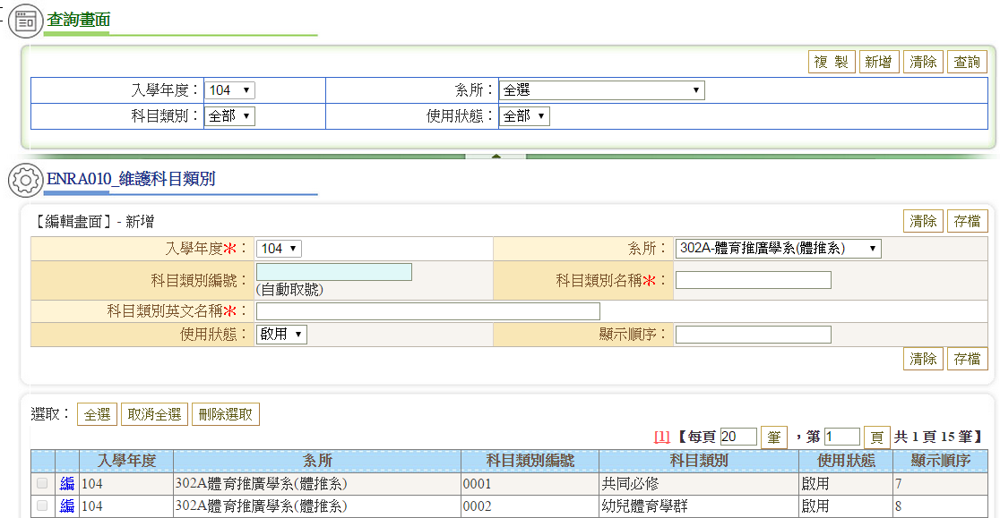 查詢畫面
複 製 新增 清除 查詢
入學年度： 104 系所： 全選
科目類別： 全部 使用狀態： 全部
ENRA010_維護科目類別
【編輯畫面】- 新增 清除 存檔
入學年度＊： 104 系所： 302A-體育推廣學系(體推系)
科目類別編號： (自動取號) 科目類別名稱＊：
科目類別英文名稱＊：
使用狀態： 啟用 顯示順序：
清除 存檔
選取： 全選 取消全選 刪除選取
[1] 【每頁 20 筆 ，第 1 頁 共 1 頁 15 筆】
入學年度 系所 科目類別編號 科目類別 使用狀態 顯示順序
編 104 302A體育推廣學系(體推系) 0001 共同必修 啟用 7
編 104 302A體育推廣學系(體推系) 0002 幼兒體育學群 啟用 8